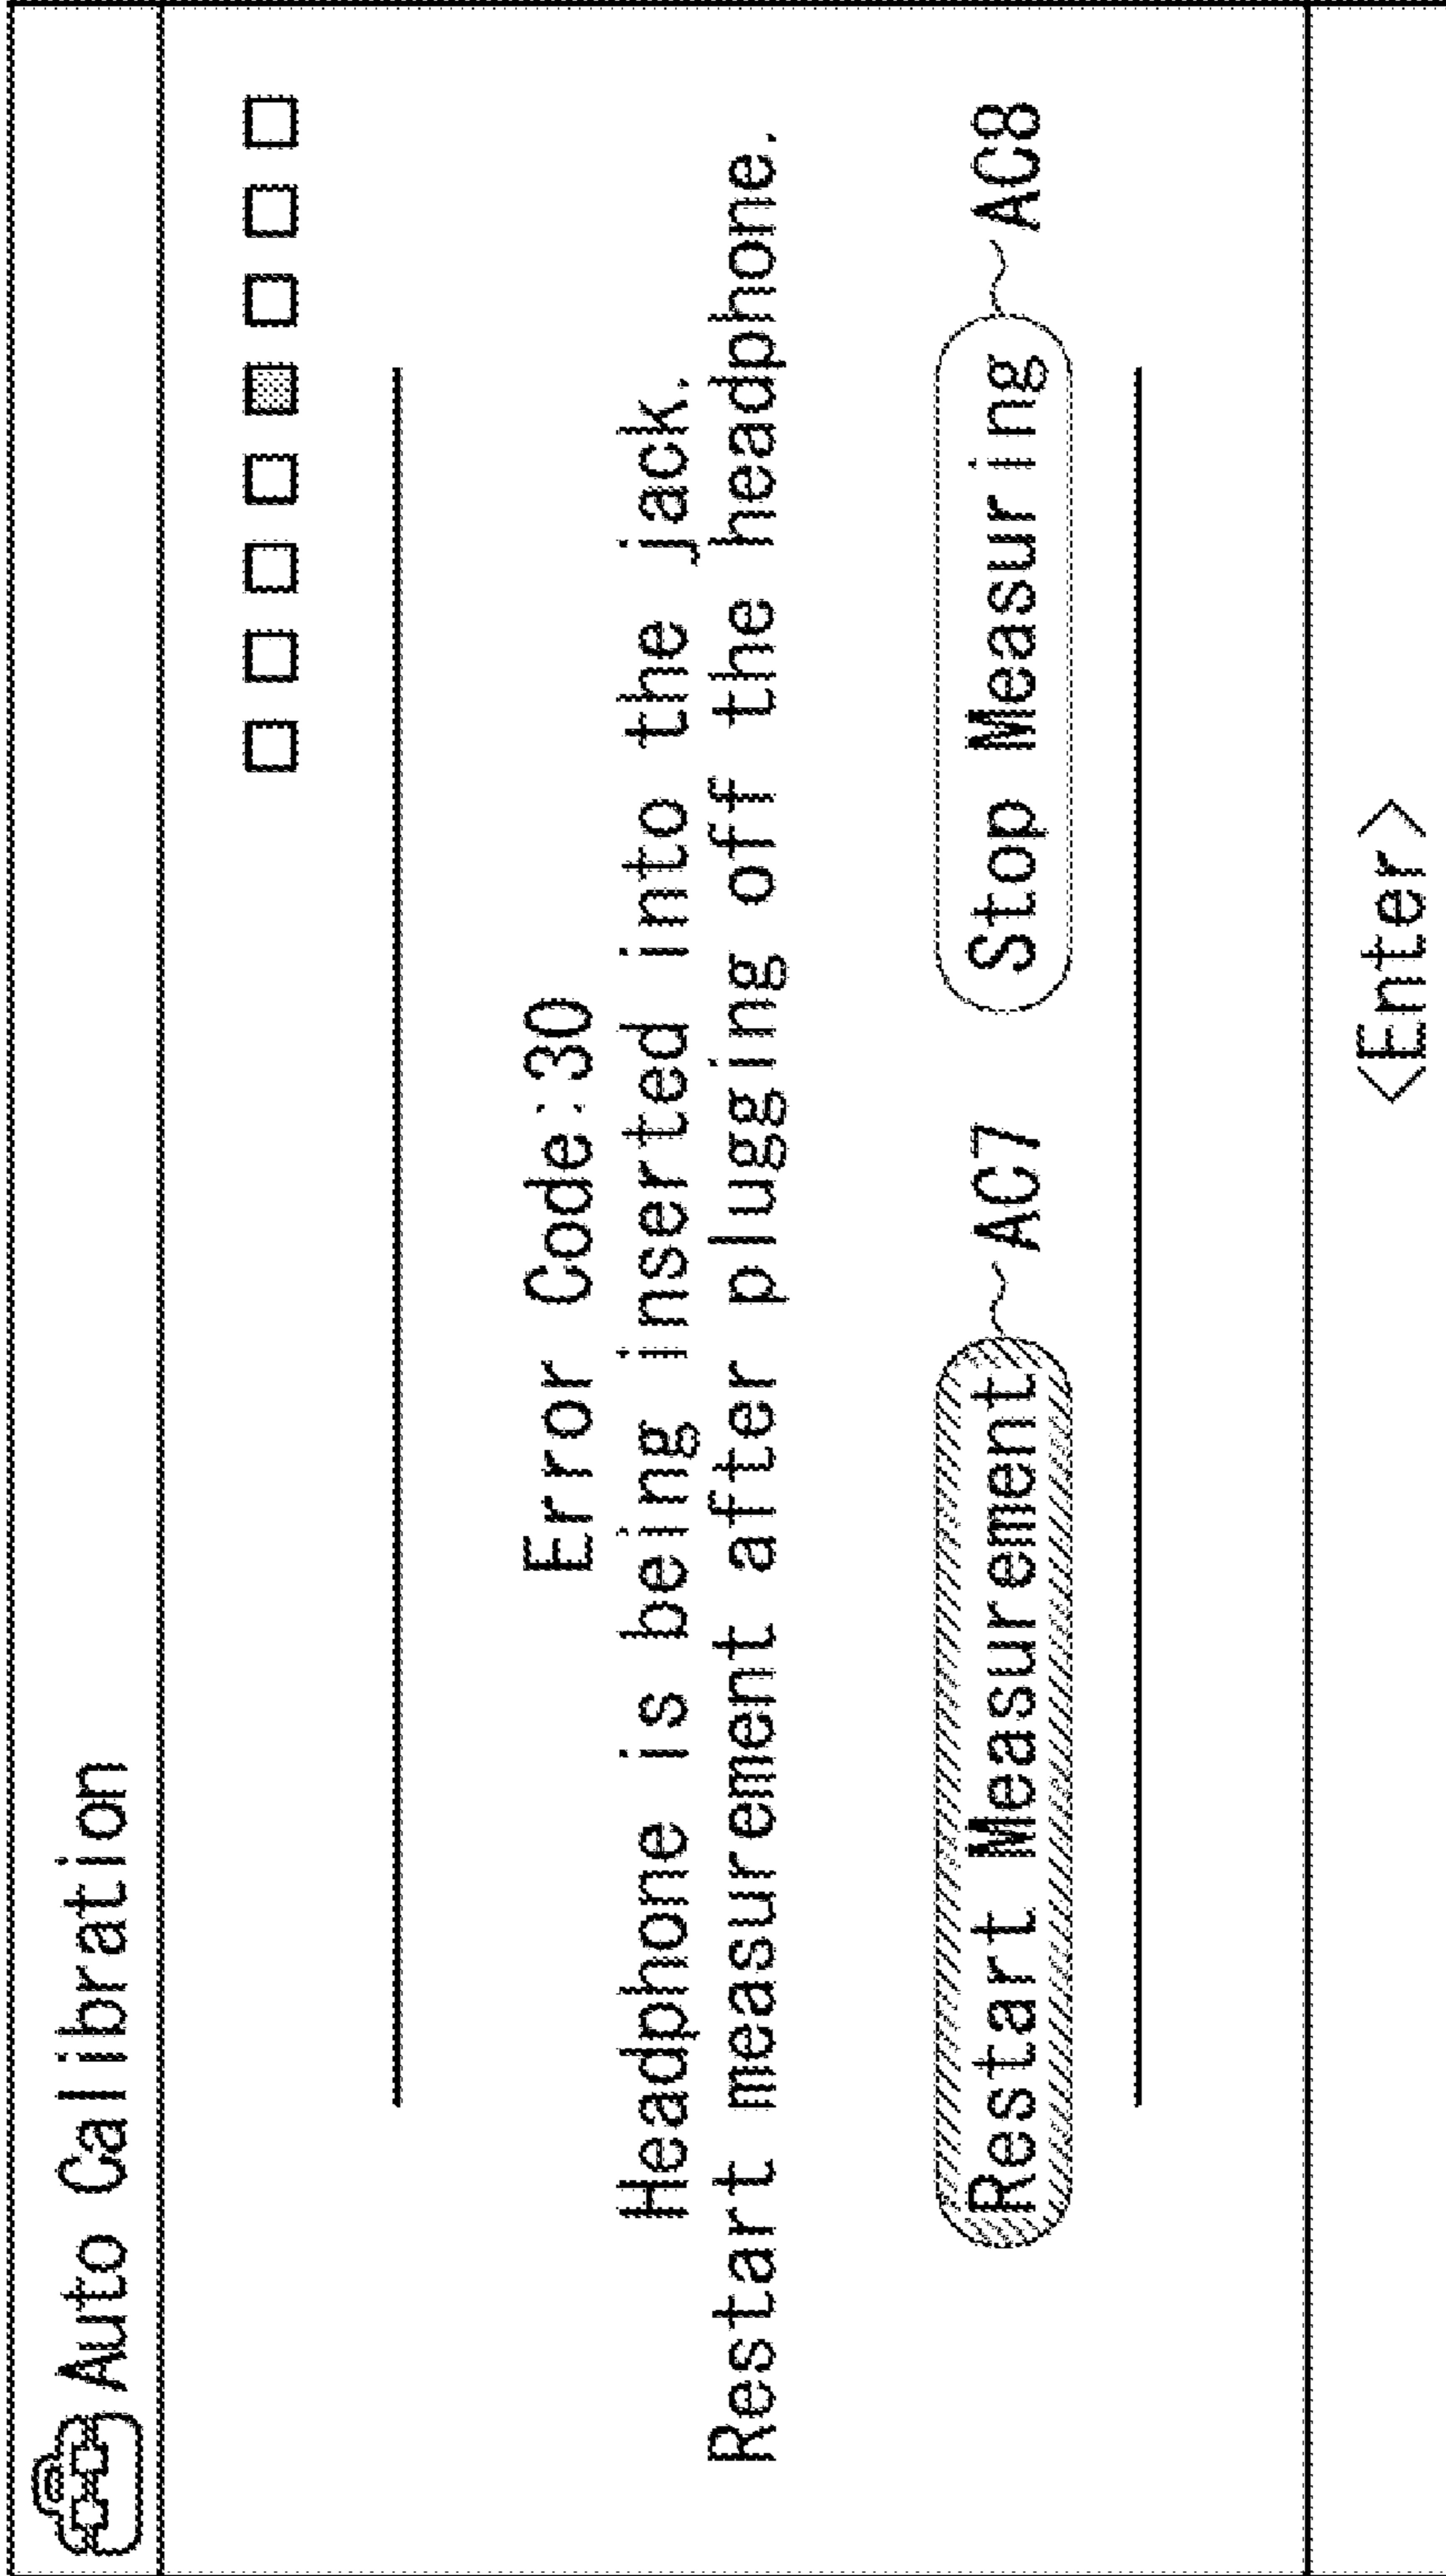 Auto Calibration
Error Code:30
Headphone is being inserted into the jack.
Restart measurement after plugging off the headphone.
Restart Measurement AC7 Stop Measuring AC8
<Enter>